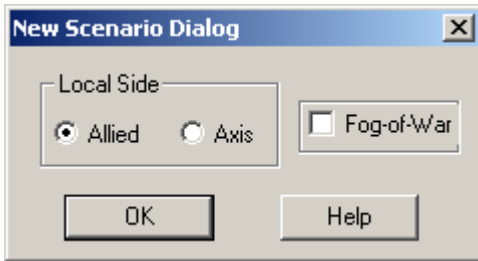 New Scenario Dialog
Local Side
Allied Axis
Fog-of-War
OK Help